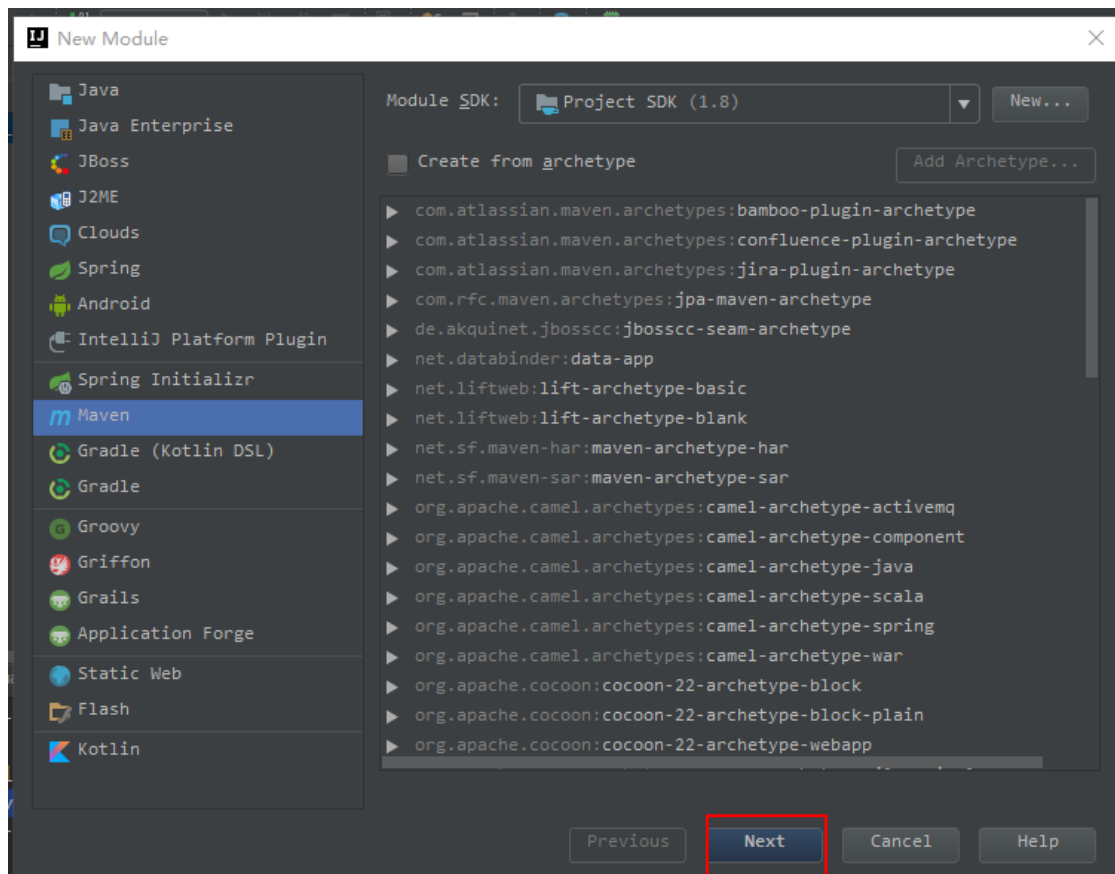 New Module
Java
Java Enterprise
JBoss
J2ME
Clouds
Spring
Android
IntelliJ Platform Plugin
Spring Initializr
Maven
Gradle (Kotlin DSL)
Gradle
Groovy
Griffon
Grails
Application Forge
Static Web
Flash
Kotlin
Module SDK: Project SDK (1.8) New...
Create from archetype Add Archetype...
com.atlassian.maven.archetypes:bamboo-plugin-archetype
com.atlassian.maven.archetypes:confluence-plugin-archetype
com.atlassian.maven.archetypes:jira-plugin-archetype
com.rfc.maven.archetypes:jpa-maven-archetype
de.akquinet.jbosscc:jbosscc-seam-archetype
net.databinder:data-app
net.liftweb:lift-archetype-basic
net.liftweb:lift-archetype-blank
net.sf.maven-har:maven-archetype-har
net.sf.maven-sar:maven-archetype-sar
org.apache.camel.archetypes:camel-archetype-activemq
org.apache.camel.archetypes:camel-archetype-component
org.apache.camel.archetypes:camel-archetype-java
org.apache.camel.archetypes:camel-archetype-scala
org.apache.camel.archetypes:camel-archetype-spring
org.apache.camel.archetypes:camel-archetype-war
org.apache.cocoon:cocoon-22-archetype-block
org.apache.cocoon:cocoon-22-archetype-block-plain
org.apache.cocoon:cocoon-22-archetype-webapp
Previous Next Cancel Help